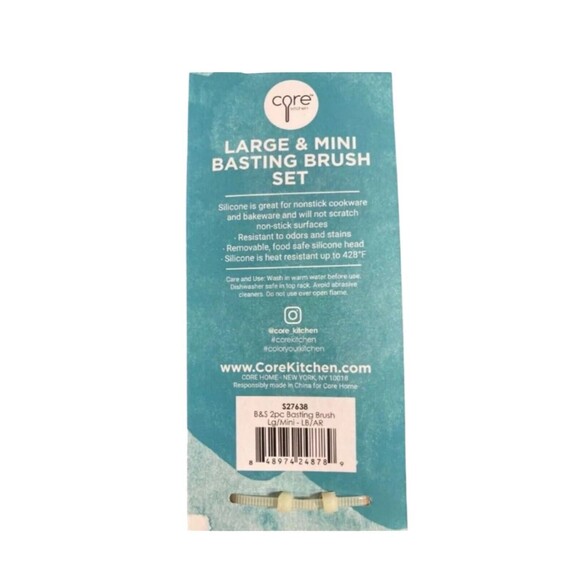 core™
kitchen
LARGE & MINI
BASTING BRUSH
SET
Silicone is great for nonstick cookware
and bakeware and will not scratch
non-stick surfaces
· Resistant to odors and stains
· Removable, food safe silicone head
· Silicone is heat resistant up to 428°F
Care and Use: Wash in warm water before use.
Dishwasher safe in top rack. Avoid abrasive
cleaners. Do not use over open flame.
@core_kitchen
#corekitchen
#coloryourkitchen
www.CoreKitchen.com
CORE HOME - NEW YORK, NY 10018
Responsibly made in China for Core Home
S27638
B&S 2pc Basting Brush
Lg/Mini - LB/AR
8 48974 24878 9